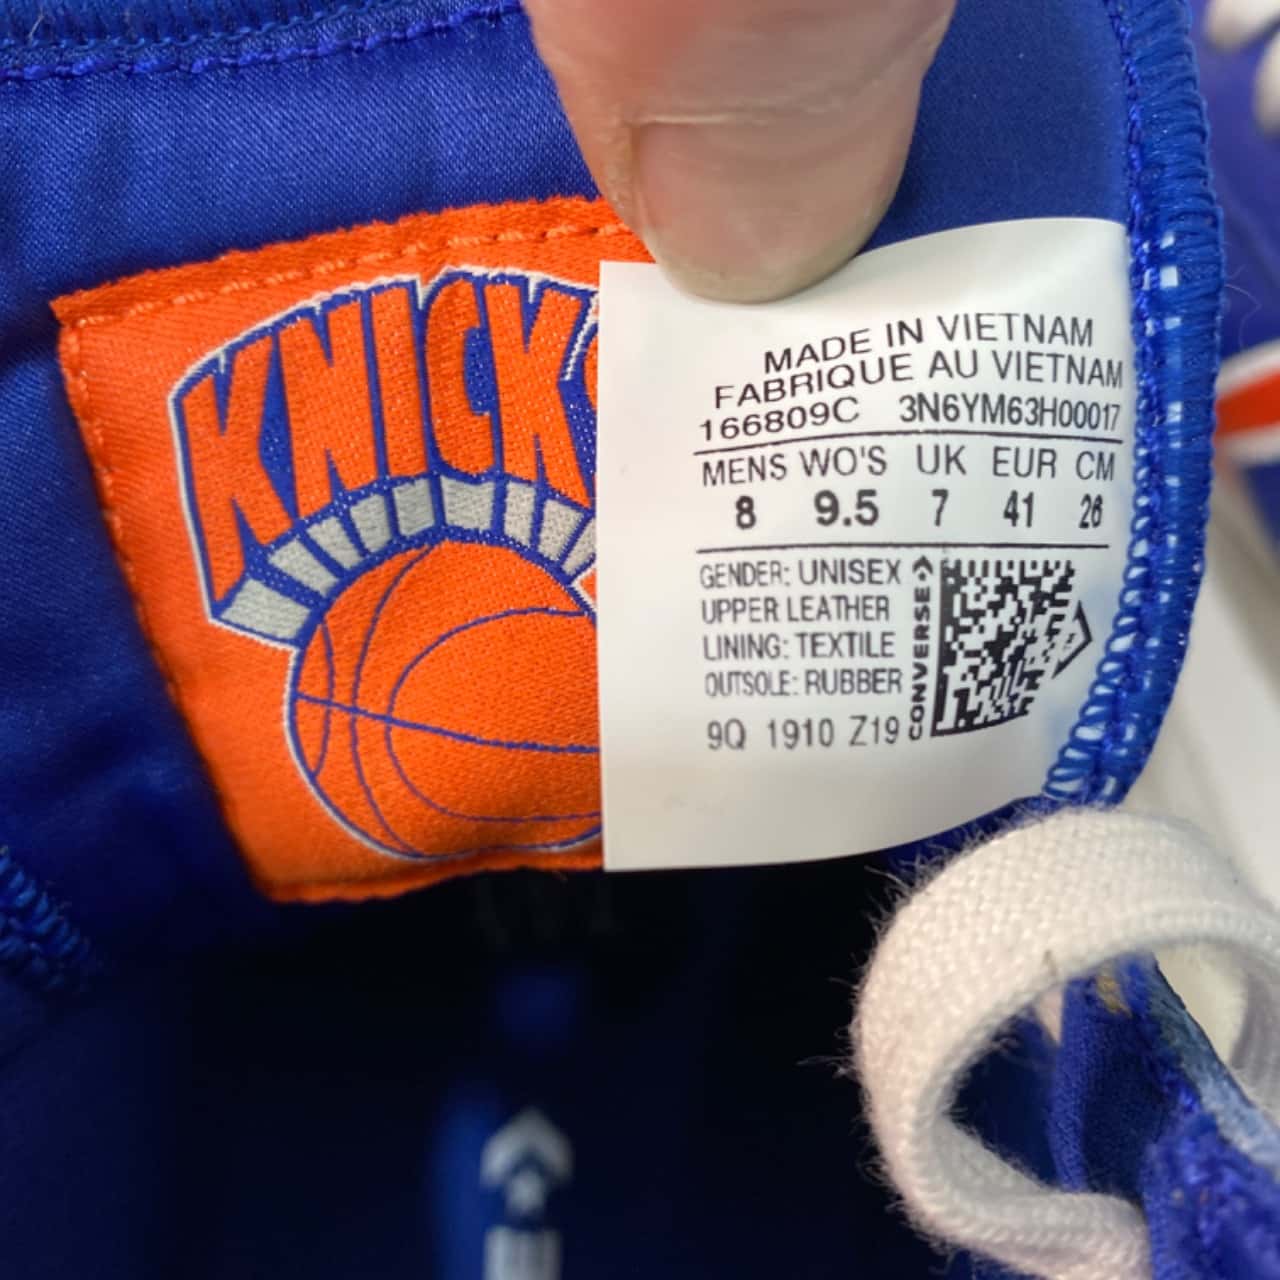 KNICK
MADE IN VIETNAM
FABRIQUE AU VIETNAM
166809C 3N6YM63H00017
MENS WO'S UK EUR CM
8 9.5 7 41 26
GENDER: UNISEX
UPPER LEATHER
LINING: TEXTILE
OUTSOLE: RUBBER
9Q 1910 Z19
CONVERSE